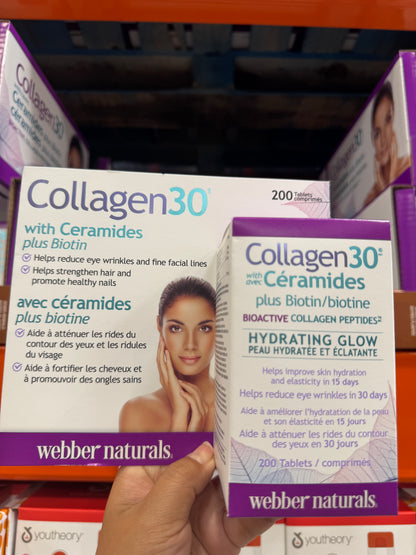 Collagen30
with Ceramides
plus Biotin
Helps reduce eye wrinkles and fine facial lines
Helps strengthen hair and
promote healthy nails
avec céramides
plus biotine
Aide à atténuer les rides du
contour des yeux et les ridules
du visage
Aide à fortifier les cheveux et
à promouvoir des ongles sains
200 Tablets
comprimés
webber naturals®
Collagen30®
with
avec Céramides
plus Biotin/biotine
BIOACTIVE COLLAGEN PEPTIDES
HYDRATING GLOW
PEAU HYDRATÉE ET ÉCLATANTE
Helps improve skin hydration
and elasticity in 15 days
Helps reduce eye wrinkles in 30 days
Aide à améliorer l'hydratation de la peau
et son élasticité en 15 jours
Aide à atténuer les rides du contour
des yeux en 30 jours
200 Tablets / comprimés
webber naturals®
Collagen30
youtheory
youtheory